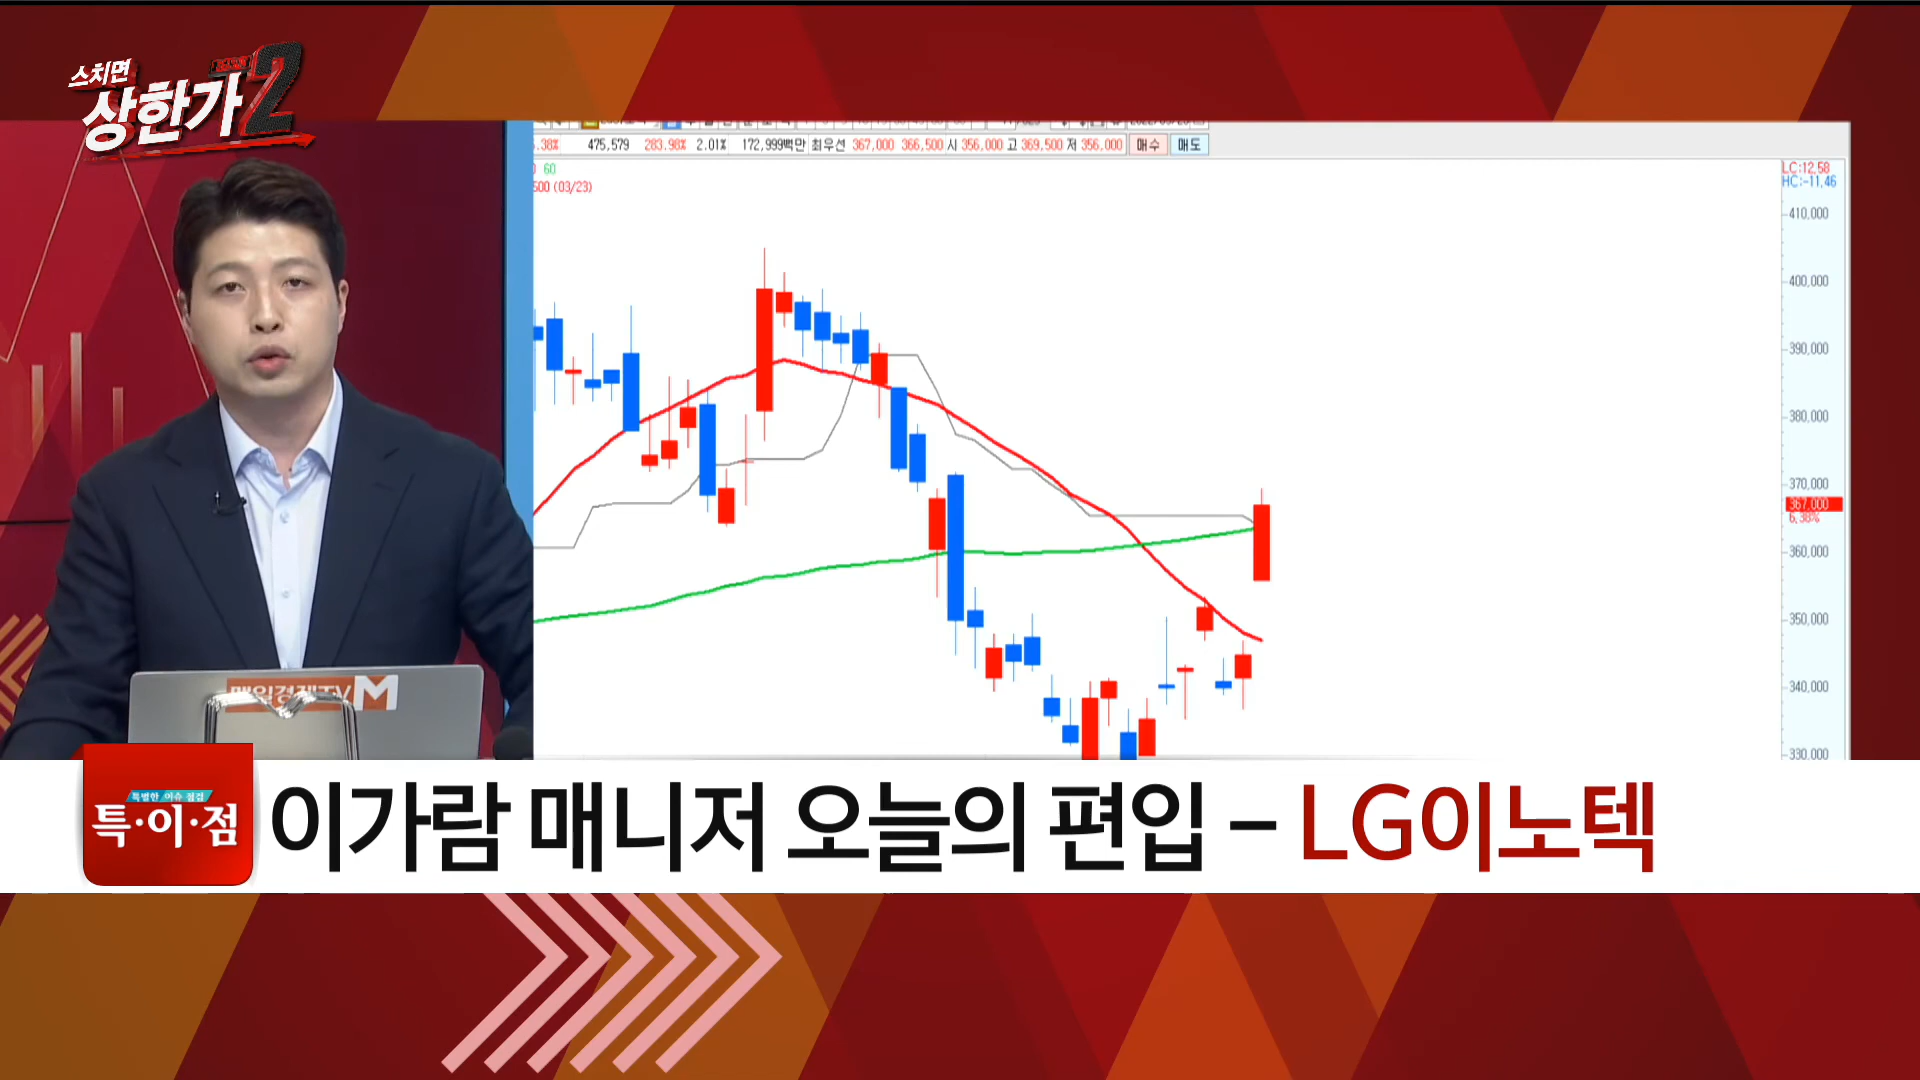 스치면
상한가2
.38% 475,579 283.98% 2.01% 172,999백만 최우선 367,000 366,500 시 356,000 고 369,500 저 356,000 매수 매도
60
500 (03/23)
LC:12,58
HC:-11,46
410,000
400,000
390,000
380,000
370,000
367,000
6,38%
360,000
350,000
340,000
330,000
매일경제TV M
특별한 이슈 점검
특·이·점
이가람 매니저 오늘의 편입 - LG이노텍